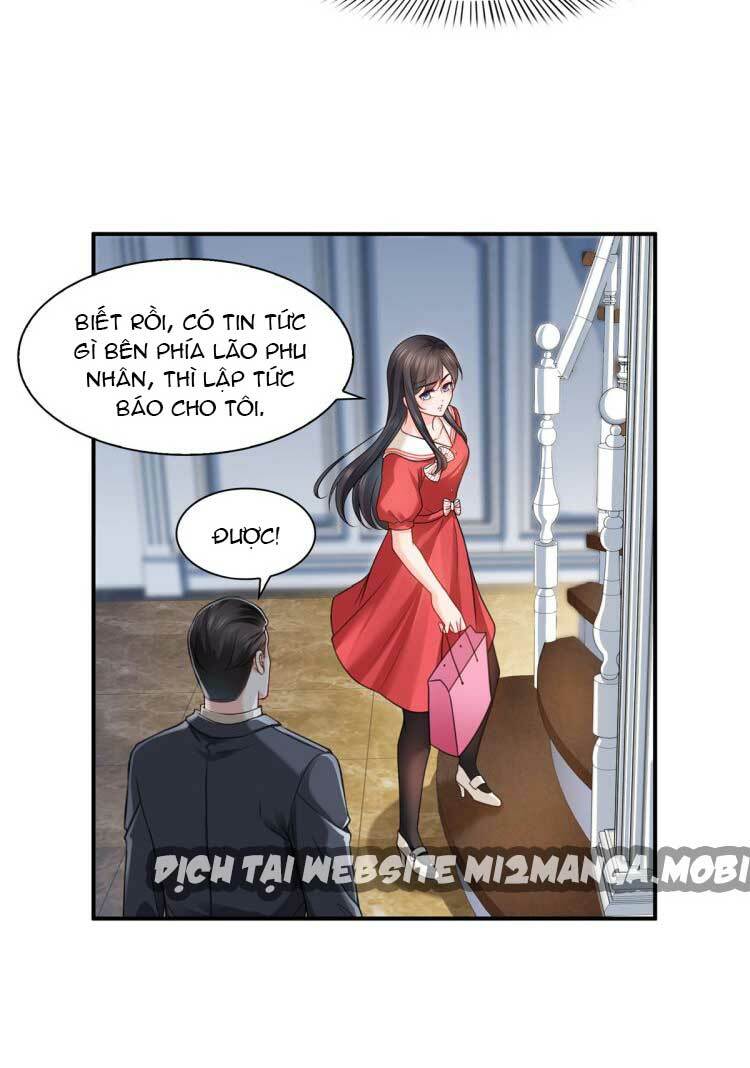 BIẾT RỒI, CÓ TIN TỨC
GÌ BÊN PHÍA LÃO PHU
NHÂN, THÌ LẬP TỨC
BÁO CHO TÔI.
ĐƯỢC!
DỊCH TẠI WEBSITE MI2MANGA.MOBI